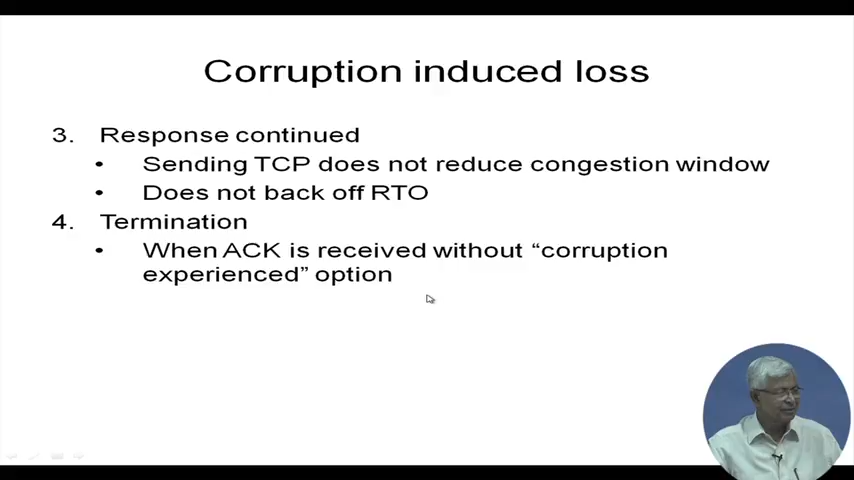 Corruption induced loss
3. Response continued
• Sending TCP does not reduce congestion window
• Does not back off RTO
4. Termination
• When ACK is received without “corruption
experienced” option